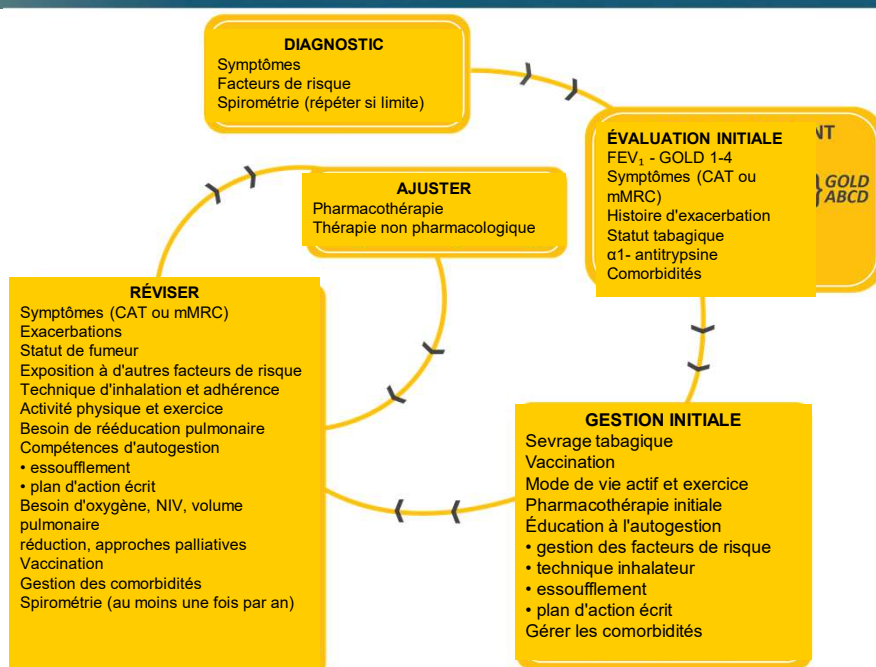 DIAGNOSTIC
Symptômes
Facteurs de risque
Spirométrie (répéter si limite)
ÉVALUATION INITIALE
FEV₁ - GOLD 1-4
Symptômes (CAT ou
mMRC)
Histoire d'exacerbation
Statut tabagique
α1- antitrypsine
Comorbidités
NT
GOLD
ABCD
AJUSTER
Pharmacothérapie
Thérapie non pharmacologique
RÉVISER
Symptômes (CAT ou mMRC)
Exacerbations
Statut de fumeur
Exposition à d'autres facteurs de risque
Technique d'inhalation et adhérence
Activité physique et exercice
Besoin de rééducation pulmonaire
Compétences d'autogestion
• essoufflement
• plan d'action écrit
Besoin d'oxygène, NIV, volume
pulmonaire
réduction, approches palliatives
Vaccination
Gestion des comorbidités
Spirométrie (au moins une fois par an)
GESTION INITIALE
Sevrage tabagique
Vaccination
Mode de vie actif et exercice
Pharmacothérapie initiale
Éducation à l'autogestion
• gestion des facteurs de risque
• technique inhalateur
• essoufflement
• plan d'action écrit
Gérer les comorbidités